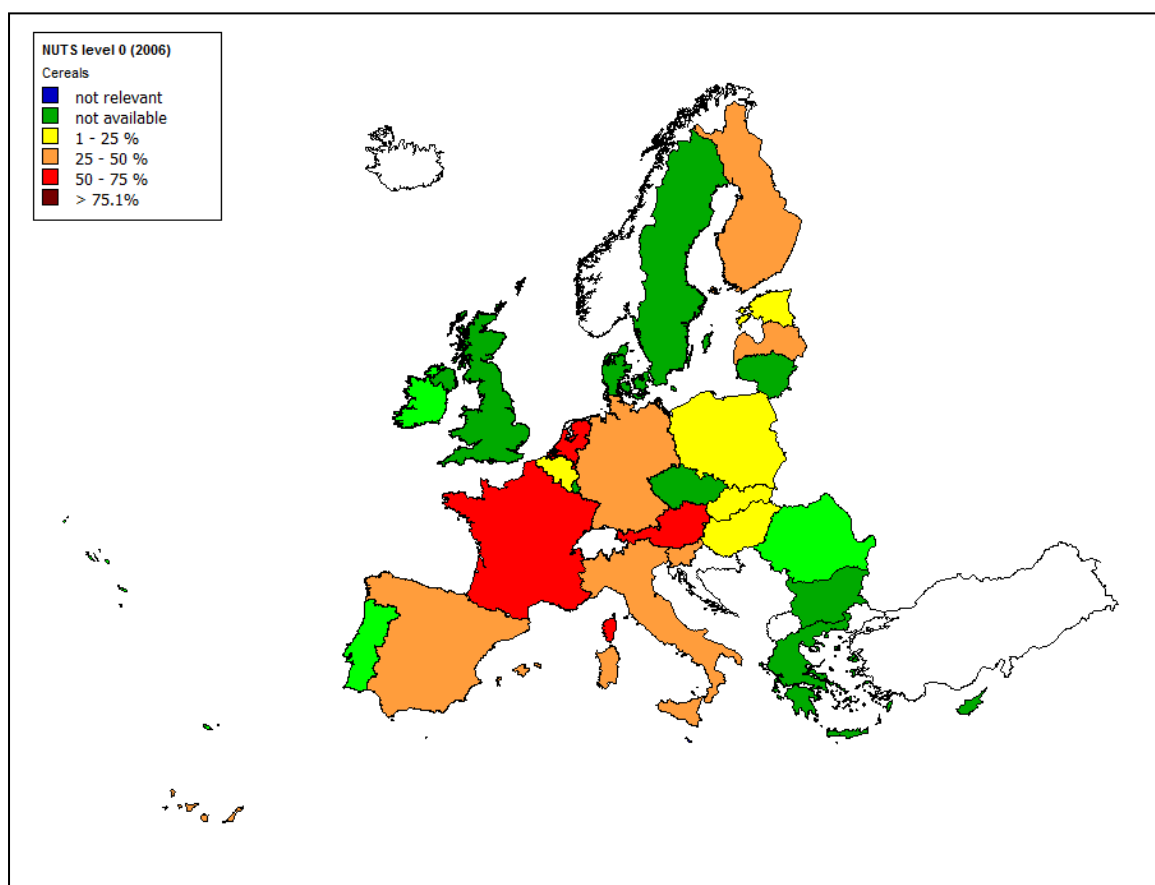 NUTS level 0 (2006)
Cereals
not relevant
not available
1 - 25 %
25 - 50 %
50 - 75 %
> 75.1%